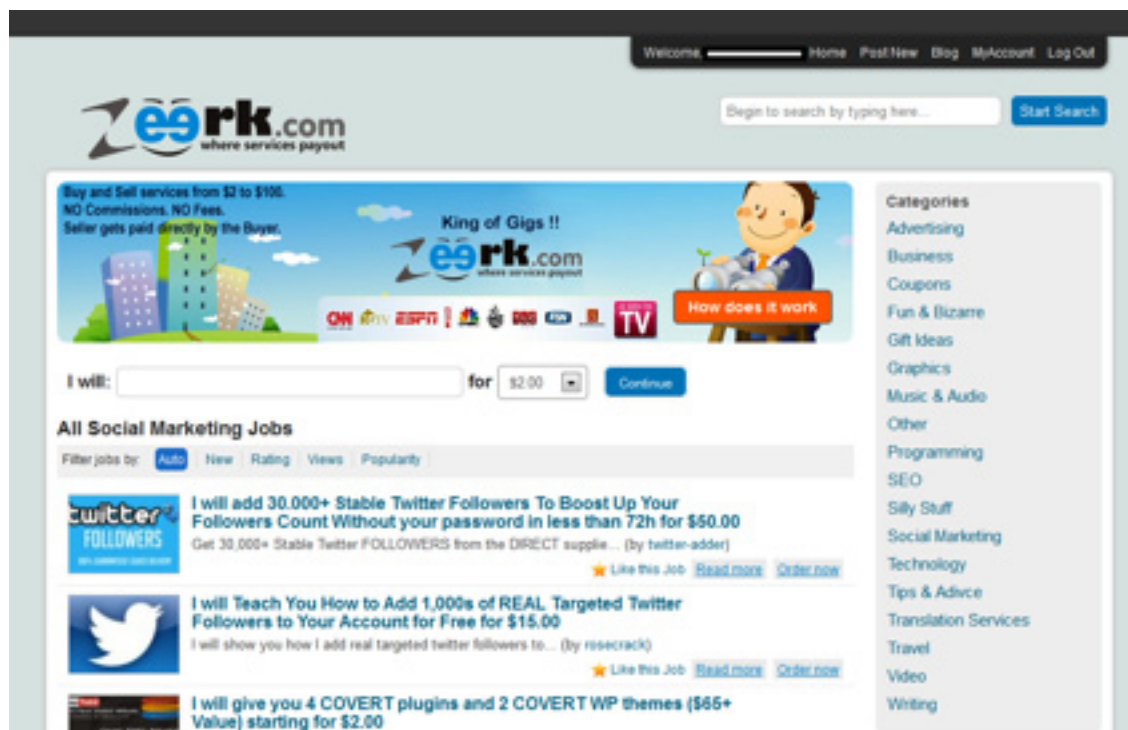 Welcome, Home Post New Blog MyAccount Log Out
Zeerk.com
where services payout
Begin to search by typing here... Start Search
Buy and Sell services from $2 to $100.
NO Commissions. NO Fees.
Seller gets paid directly by the Buyer.
King of Gigs !!
Zeerk.com
where services payout
CNN ESPN TV
How does it work
I will: for $2.00 Continue
All Social Marketing Jobs
Filter jobs by: Auto New Rating Views Popularity
twitter
FOLLOWERS
I will add 30.000+ Stable Twitter Followers To Boost Up Your
Followers Count Without your password in less than 72h for $50.00
Get 30,000+ Stable Twitter FOLLOWERS from the DIRECT supplie... (by twitter-adder)
Like this Job Read more Order now
I will Teach You How to Add 1,000s of REAL Targeted Twitter
Followers to Your Account for Free for $15.00
I will show you how I add real targeted twitter followers to... (by rosecrack)
Like this Job Read more Order now
I will give you 4 COVERT plugins and 2 COVERT WP themes ($65+
Value) starting for $2.00
Categories
Advertising
Business
Coupons
Fun & Bizarre
Gift Ideas
Graphics
Music & Audio
Other
Programming
SEO
Silly Stuff
Social Marketing
Technology
Tips & Adivce
Translation Services
Travel
Video
Writing